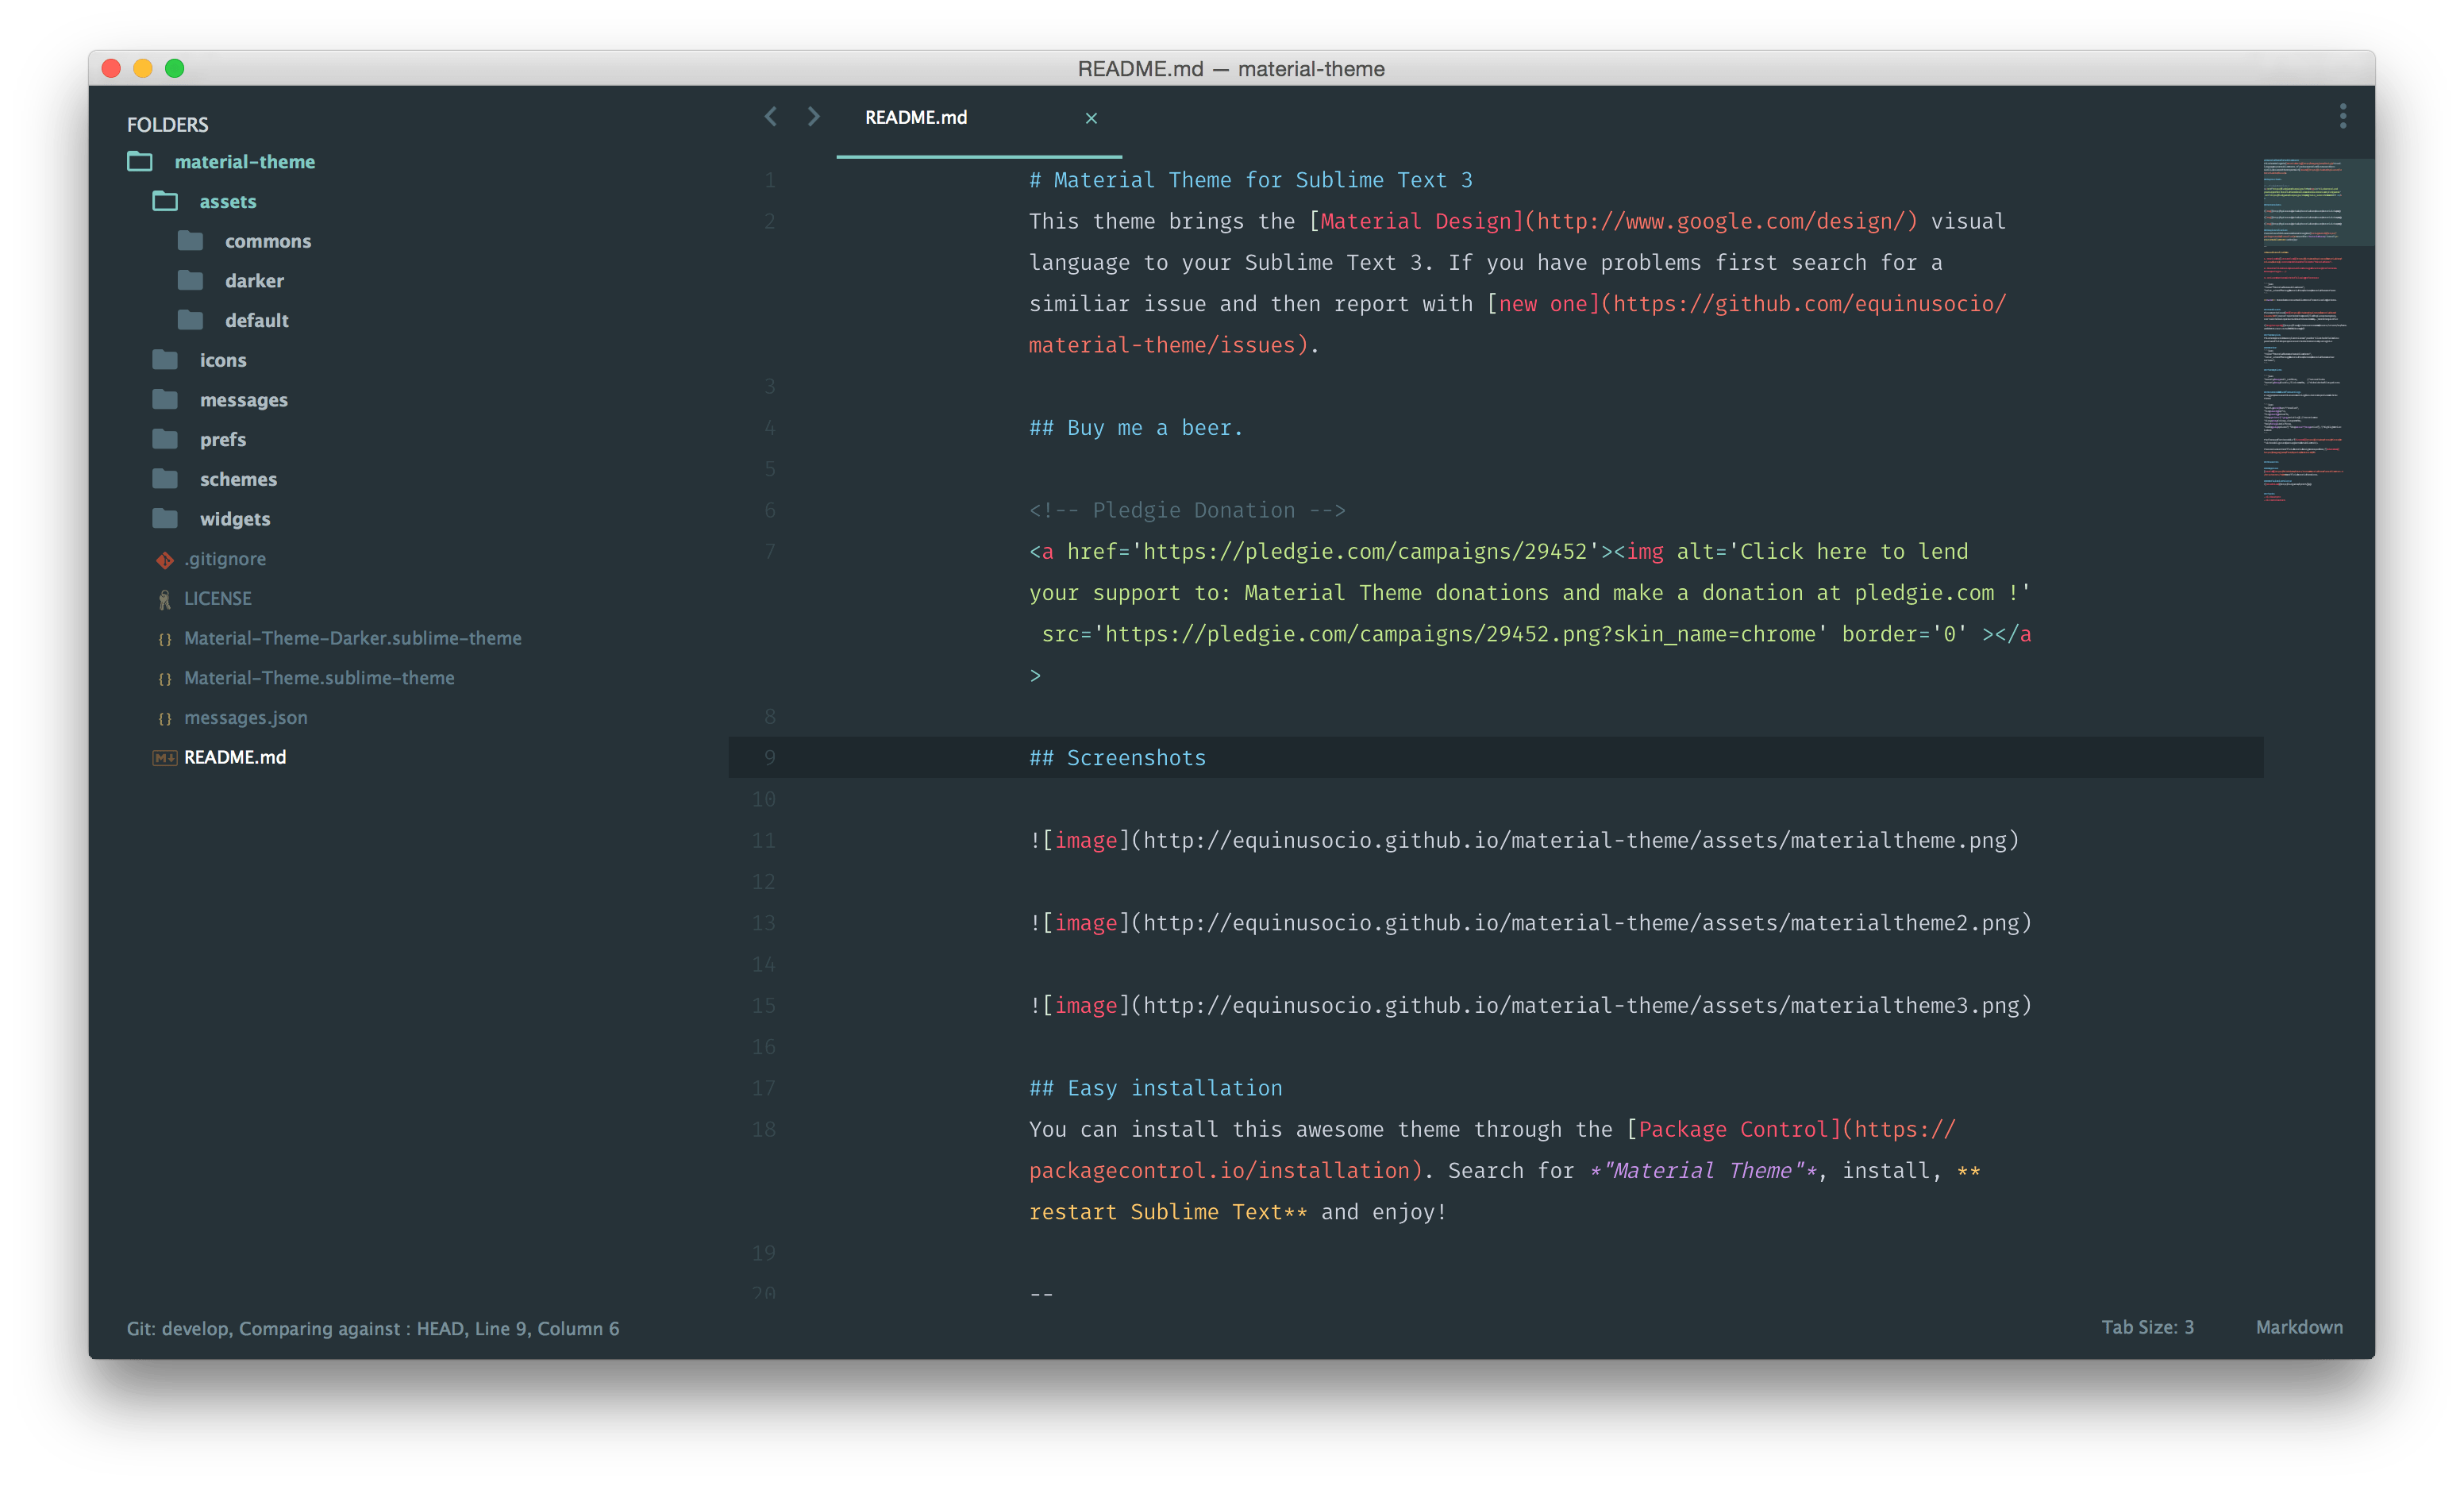 README.md — material-theme
FOLDERS
material-theme
assets
commons
darker
default
icons
messages
prefs
schemes
widgets
.gitignore
LICENSE
Material-Theme-Darker.sublime-theme
Material-Theme.sublime-theme
messages.json
README.md
README.md ×
1 # Material Theme for Sublime Text 3
2 This theme brings the [Material Design](http://www.google.com/design/) visual
language to your Sublime Text 3. If you have problems first search for a
similiar issue and then report with [new one](https://github.com/equinusocio/
material-theme/issues).
3
4 ## Buy me a beer.
5
6 <!-- Pledgie Donation -->
7 <a href='https://pledgie.com/campaigns/29452'><img alt='Click here to lend
your support to: Material Theme donations and make a donation at pledgie.com !'
src='https://pledgie.com/campaigns/29452.png?skin_name=chrome' border='0' ></a
>
8
9 ## Screenshots
10
11 ![image](http://equinusocio.github.io/material-theme/assets/materialtheme.png)
12
13 ![image](http://equinusocio.github.io/material-theme/assets/materialtheme2.png)
14
15 ![image](http://equinusocio.github.io/material-theme/assets/materialtheme3.png)
16
17 ## Easy installation
18 You can install this awesome theme through the [Package Control](https://
packagecontrol.io/installation). Search for *"Material Theme"*, install, **
restart Sublime Text** and enjoy!
19
20 --
Git: develop, Comparing against : HEAD, Line 9, Column 6
Tab Size: 3
Markdown